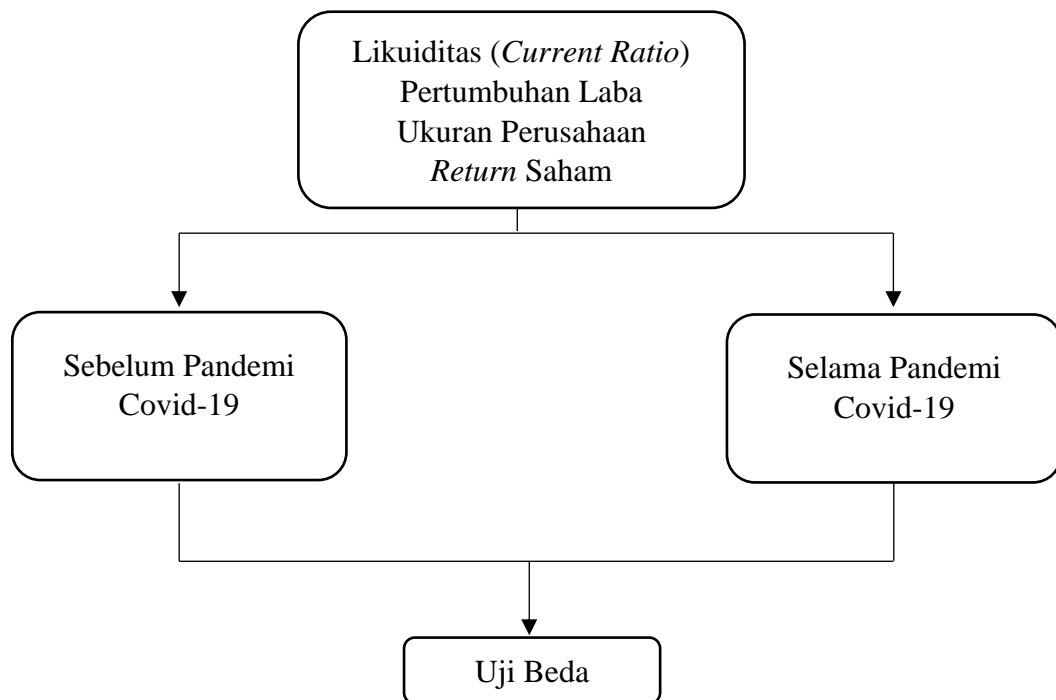 Likuiditas (Current Ratio)
Pertumbuhan Laba
Ukuran Perusahaan
Return Saham
Sebelum Pandemi
Covid-19
Selama Pandemi
Covid-19
Uji Beda